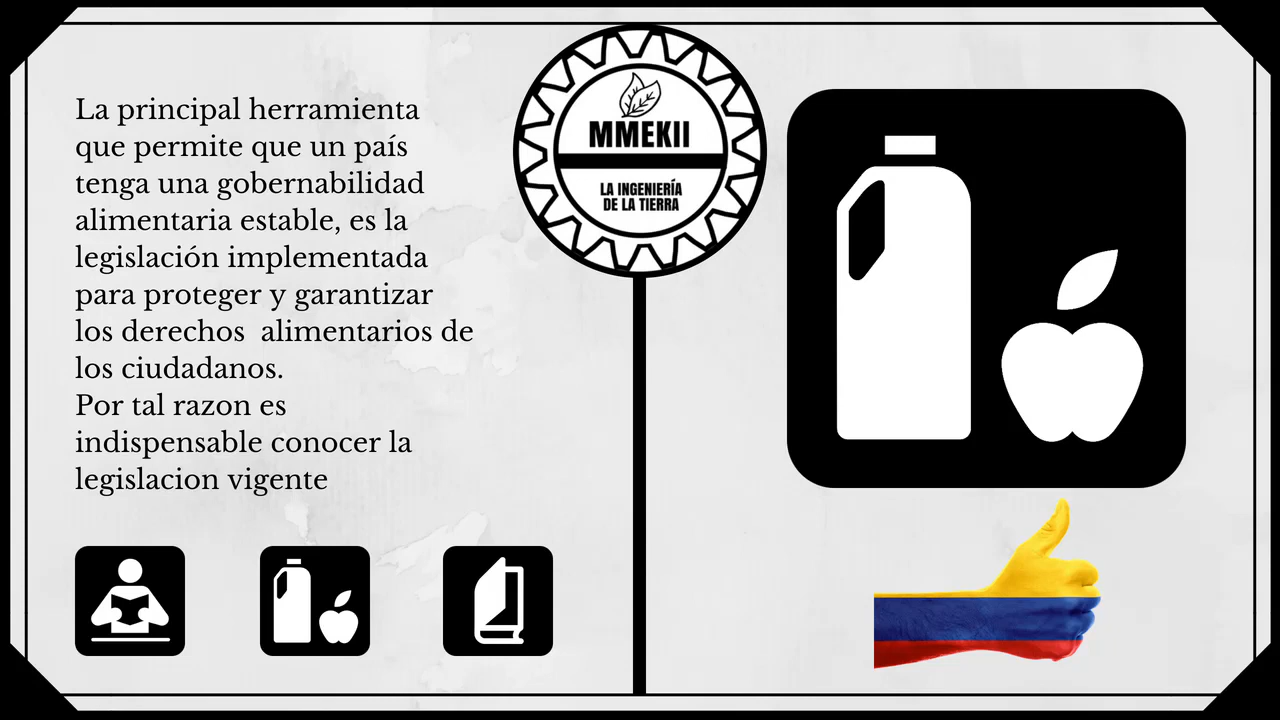 La principal herramienta
que permite que un país
tenga una gobernabilidad
alimentaria estable, es la
legislación implementada
para proteger y garantizar
los derechos  alimentarios de
los ciudadanos.
Por tal razon es
indispensable conocer la
legislacion vigente
MMEKII
LA INGENIERÍA
DE LA TIERRA